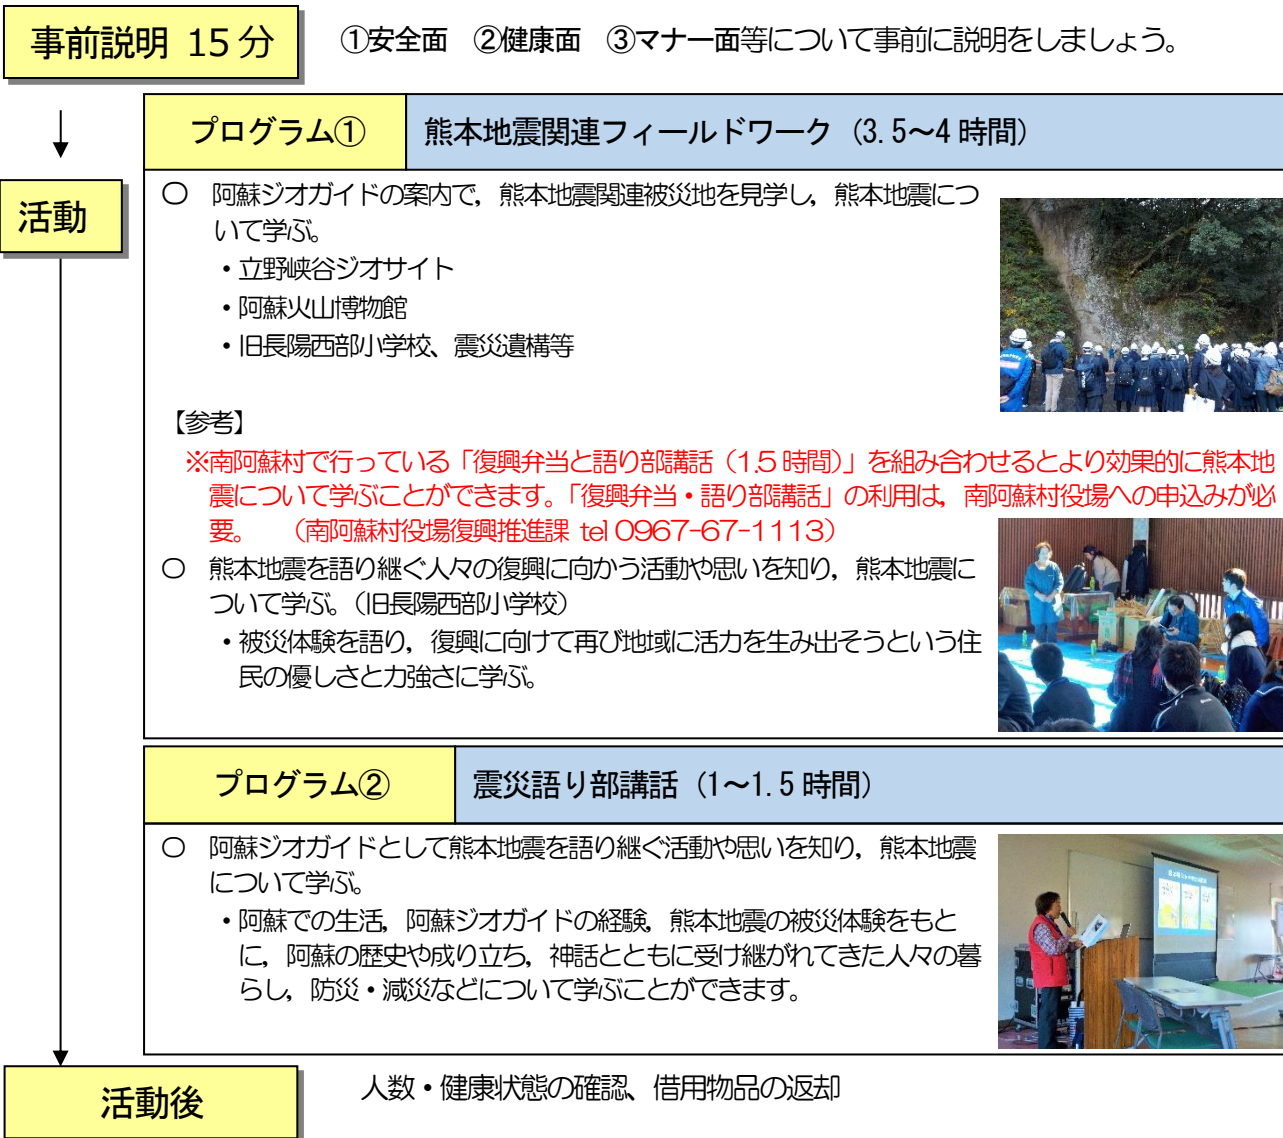 事前説明 15分
①安全面 ②健康面 ③マナー面等について事前に説明をしましょう。
プログラム① 熊本地震関連フィールドワーク（3.5～4時間）
活動
○ 阿蘇ジオガイドの案内で，熊本地震関連被災地を見学し，熊本地震につ
いて学ぶ。
・立野峡谷ジオサイト
・阿蘇火山博物館
・旧長陽西部小学校、震災遺構等
【参考】
※南阿蘇村で行っている「復興弁当と語り部講話（1.5時間）」を組み合わせるとより効果的に熊本地
震について学ぶことができます。「復興弁当・語り部講話」の利用は，南阿蘇村役場への申込みが必
要。 （南阿蘇村役場復興推進課 tel 0967-67-1113）
○ 熊本地震を語り継ぐ人々の復興に向かう活動や思いを知り，熊本地震に
ついて学ぶ。（旧長陽西部小学校）
・被災体験を語り，復興に向けて再び地域に活力を生み出そうという住
民の優しさと力強さに学ぶ。
プログラム② 震災語り部講話（1～1.5時間）
○ 阿蘇ジオガイドとして熊本地震を語り継ぐ活動や思いを知り，熊本地震
について学ぶ。
・阿蘇での生活，阿蘇ジオガイドの経験，熊本地震の被災体験をもと
に，阿蘇の歴史や成り立ち，神話とともに受け継がれてきた人々の暮
らし，防災・減災などについて学ぶことができます。
活動後
人数・健康状態の確認、借用物品の返却